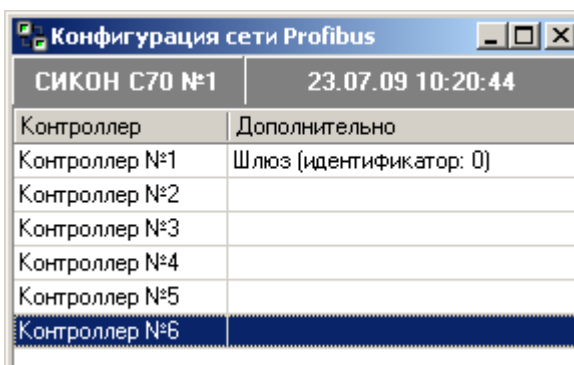 Конфигурация сети Profibus
СИКОН С70 №1 23.07.09 10:20:44
Контроллер Дополнительно
Контроллер №1 Шлюз (идентификатор: 0)
Контроллер №2
Контроллер №3
Контроллер №4
Контроллер №5
Контроллер №6